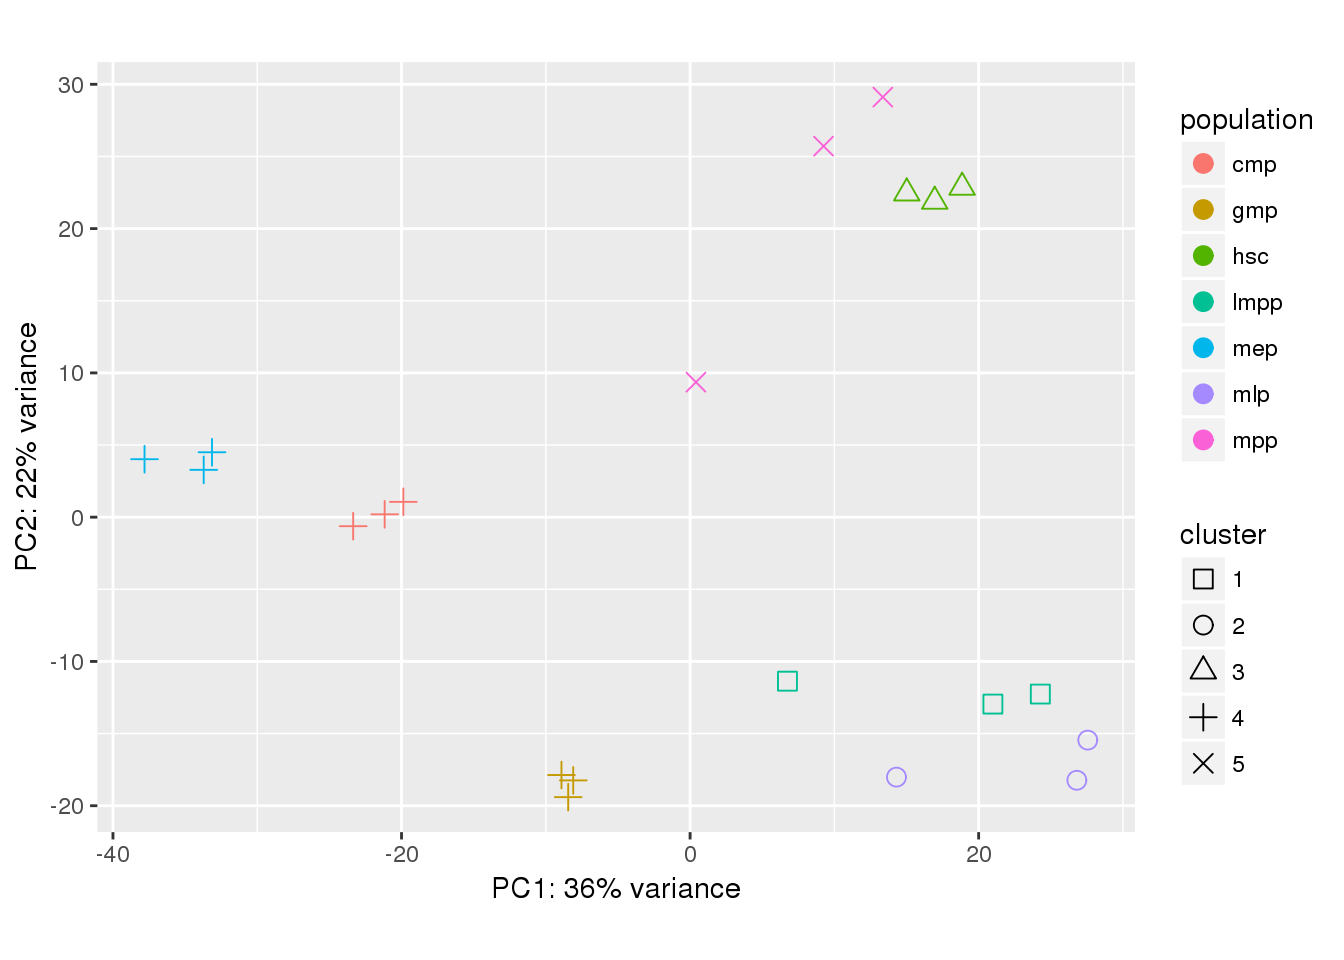 30
20
10
0
-10
-20
PC2: 22% variance
-40
-20
0
20
PC1: 36% variance
population
cmp
gmp
hsc
lmpp
mep
mlp
mpp
cluster
1
2
3
4
5